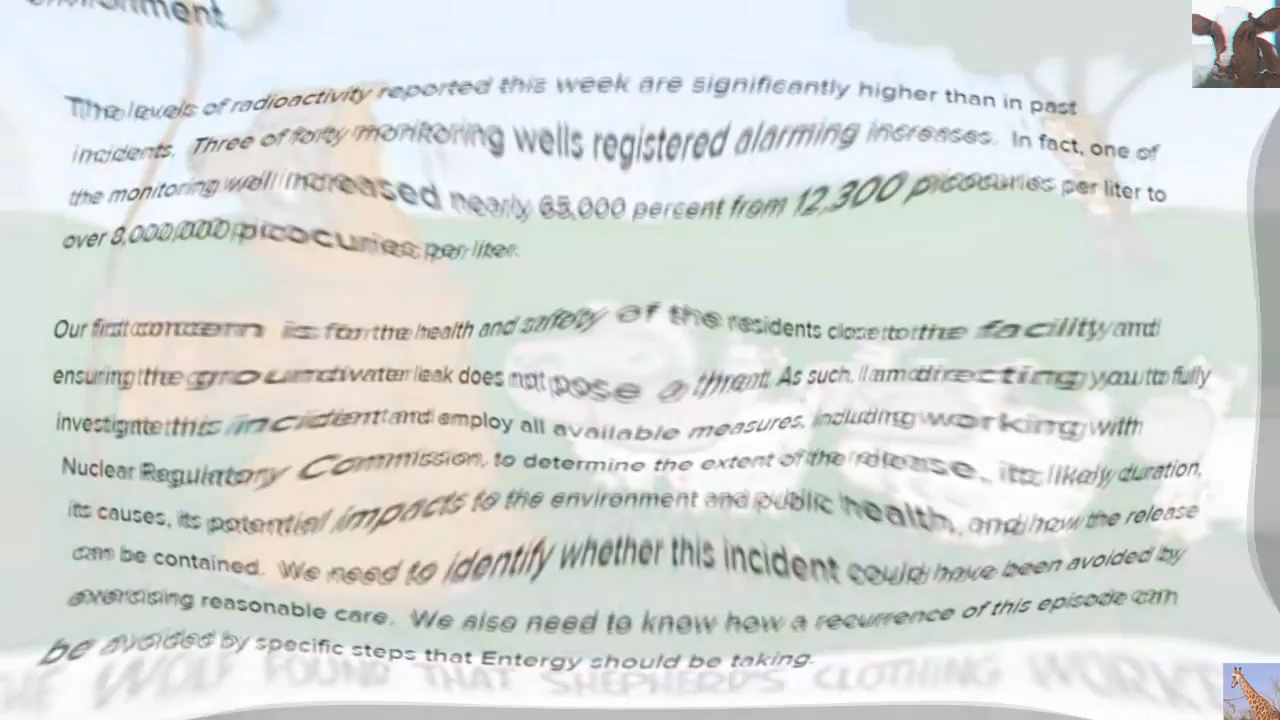 environment.
The levels of radioactivity reported this week are significantly higher than in past
incidents. Three of forty monitoring wells registered alarming increases. In fact, one of
the monitoring well increased nearly 65,000 percent from 12,300 picocuries per liter to
over 8,000,000 picocuries per liter.
Our first concern is for the health and safety of the residents close to the facility and
ensuring the groundwater leak does not pose a threat. As such, I am directing you to fully
investigate this incident and employ all available measures, including working with
Nuclear Regulatory Commission, to determine the extent of the release, its likely duration,
its causes, its potential impacts to the environment and public health, and how the release
can be contained. We need to identify whether this incident could have been avoided by
exercising reasonable care. We also need to know how a recurrence of this episode can
be avoided by specific steps that Entergy should be taking.
THE WOLF FOUND THAT SHEPHERD'S CLOTHING WORKED